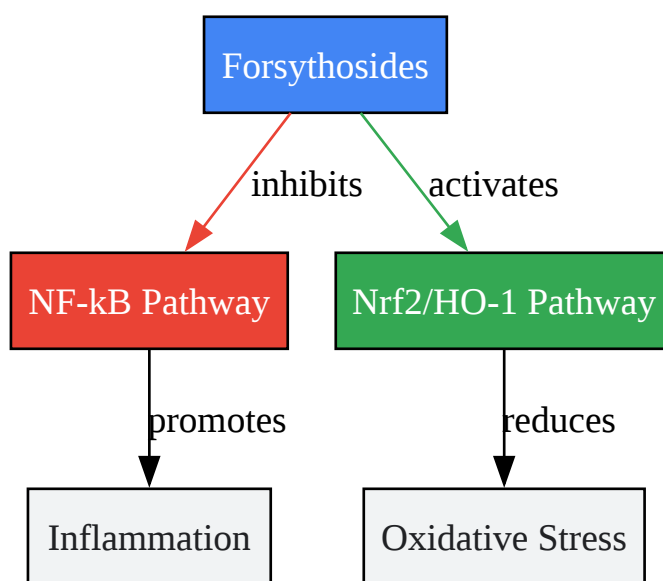 Forsythosides
inhibits
activates
NF-kB Pathway
Nrf2/HO-1 Pathway
promotes
reduces
Inflammation
Oxidative Stress